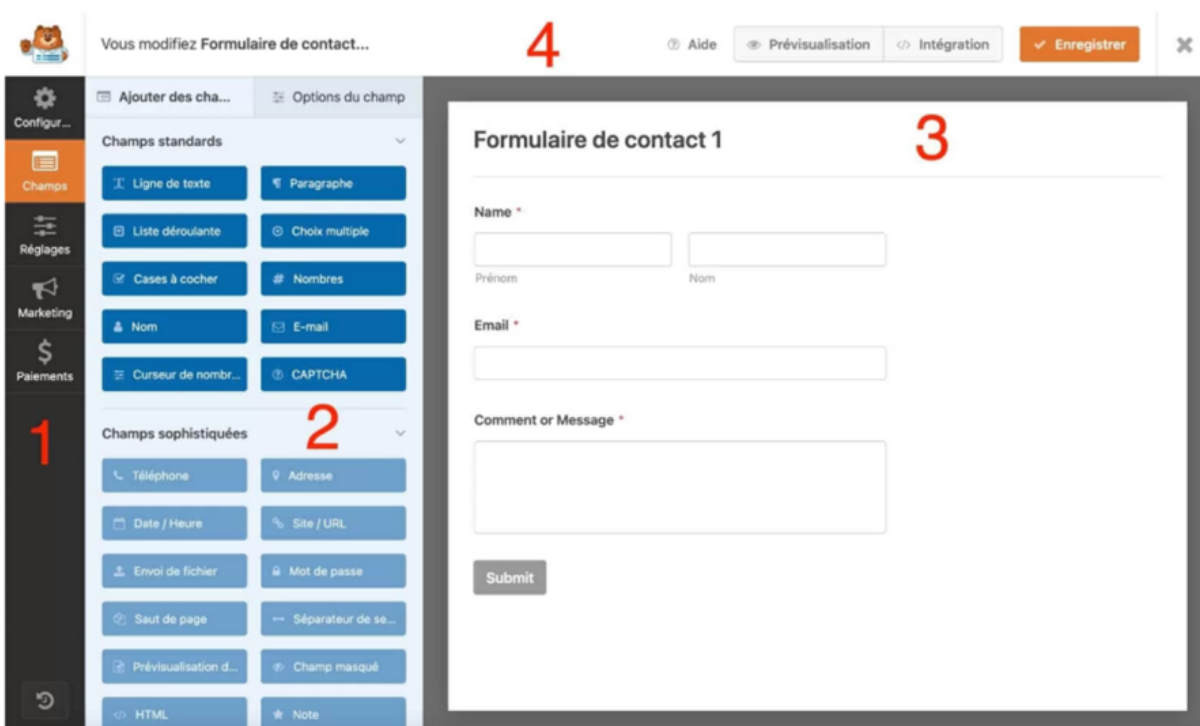 Vous modifiez Formulaire de contact...
4
Aide
Prévisualisation
Intégration
Enregistrer
Configur...
Champs
Réglages
Marketing
Paiements
1
Ajouter des cha...
Options du champ
Champs standards
Ligne de texte
Paragraphe
Liste déroulante
Choix multiple
Cases à cocher
Nombres
Nom
E-mail
Curseur de nombr...
CAPTCHA
Champs sophistiquées
2
Téléphone
Adresse
Date / Heure
Site / URL
Envoi de fichier
Mot de passe
Saut de page
Séparateur de se...
Prévisualisation d...
Champ masqué
HTML
Note
Formulaire de contact 1
3
Name *
Prénom
Nom
Email *
Comment or Message *
Submit